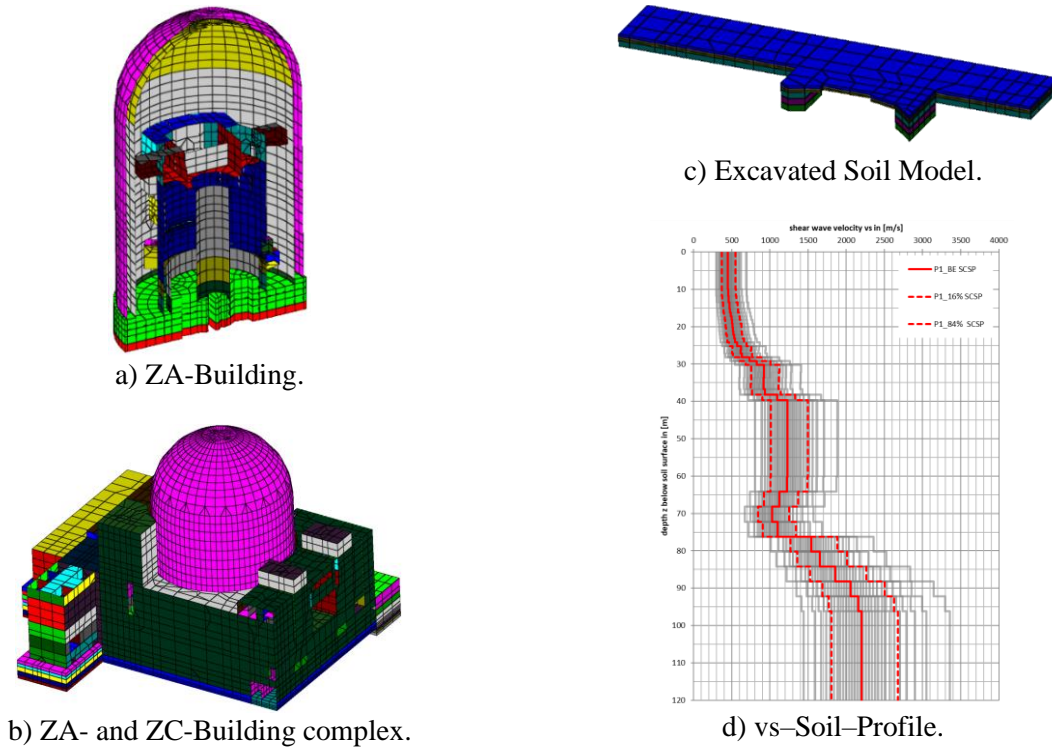 a) ZA-Building.
b) ZA- and ZC-Building complex.
c) Excavated Soil Model.
shear wave velocity vs in [m/s]
0 500 1000 1500 2000 2500 3000 3500 4000
depth z below soil surface in [m]
0
10
20
30
40
50
60
70
80
90
100
110
120
P1_BE SCSP
P1_16% SCSP
P1_84% SCSP
d) vs–Soil–Profile.